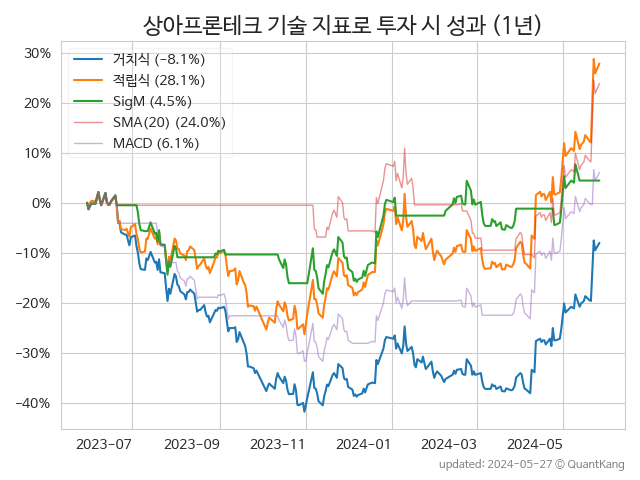 상아프론테크 기술 지표로 투자 시 성과 (1년)
30%
20%
10%
0%
−10%
−20%
−30%
−40%
거치식 (−8.1%)
적립식 (28.1%)
SigM (4.5%)
SMA(20) (24.0%)
MACD (6.1%)
2023−07
2023−09
2023−11
2024−01
2024−03
2024−05
updated: 2024−05−27 © QuantKang